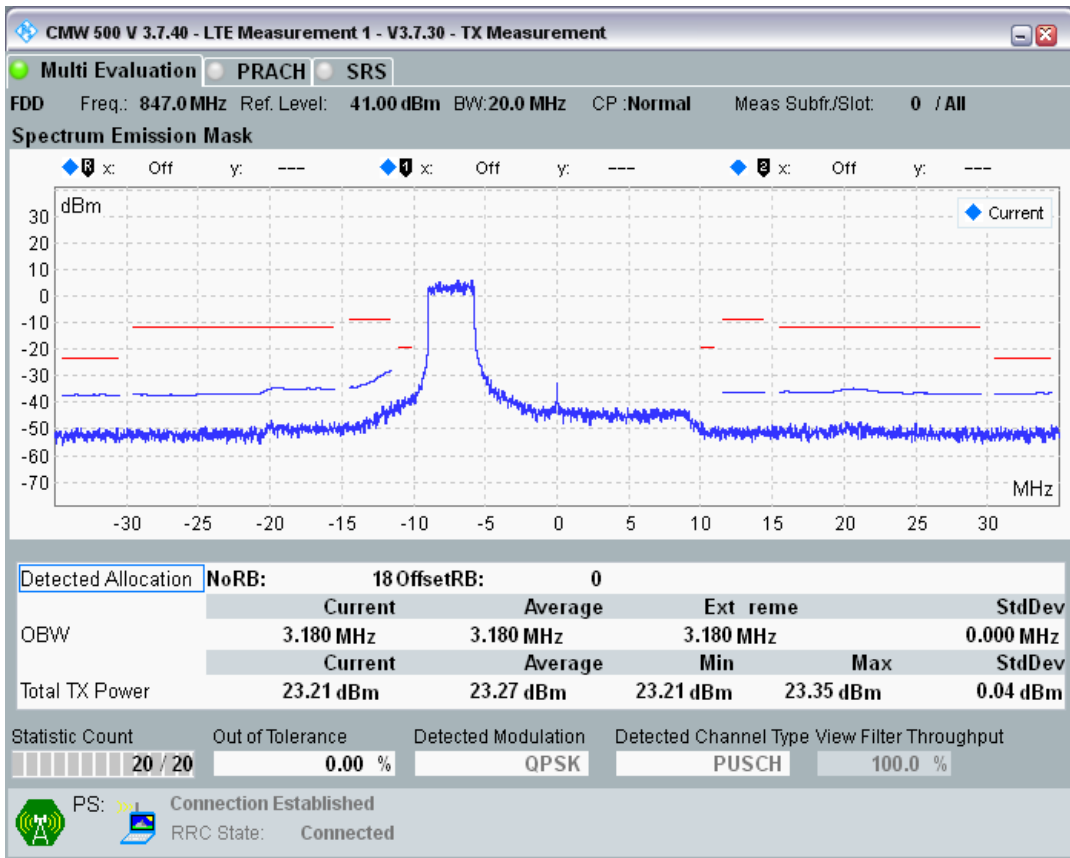 CMW 500 V 3.7.40 - LTE Measurement 1 - V3.7.30 - TX Measurement
Multi Evaluation PRACH SRS
FDD Freq.: 847.0 MHz Ref. Level: 41.00 dBm BW:20.0 MHz CP :Normal Meas Subfr./Slot: 0 / All
Spectrum Emission Mask
R x: Off y: --- 1 x: Off y: --- 2 x: Off y: ---
dBm
Current
30
20
10
0
-10
-20
-30
-40
-50
-60
-70
MHz
-30 -25 -20 -15 -10 -5 0 5 10 15 20 25 30
Detected Allocation NoRB: 18 OffsetRB: 0
Current Average Ext reme StdDev
OBW 3.180 MHz 3.180 MHz 3.180 MHz 0.000 MHz
Current Average Min Max StdDev
Total TX Power 23.21 dBm 23.27 dBm 23.21 dBm 23.35 dBm 0.04 dBm
Statistic Count Out of Tolerance Detected Modulation Detected Channel Type View Filter Throughput
20 / 20 0.00 % QPSK PUSCH 100.0 %
PS: Connection Established
RRC State: Connected